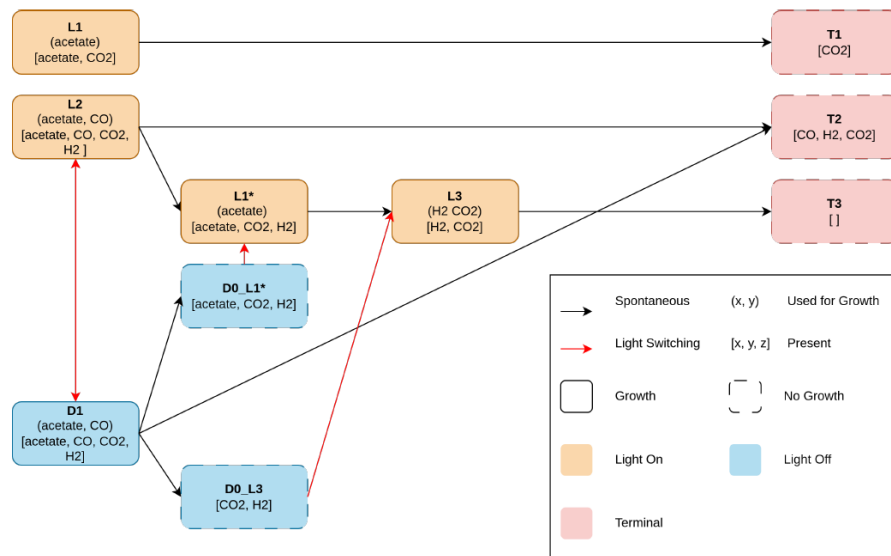 L1
(acetate)
[acetate, CO2]
T1
[CO2]
L2
(acetate, CO)
[acetate, CO, CO2,
H2 ]
T2
[CO, H2, CO2]
L1*
(acetate)
[acetate, CO2, H2]
L3
(H2 CO2)
[H2, CO2]
T3
[ ]
D0_L1*
[acetate, CO2, H2]
D1
(acetate, CO)
[acetate, CO, CO2,
H2]
D0_L3
[CO2, H2]
Spontaneous
(x, y)
Used for Growth
Light Switching
[x, y, z]
Present
Growth
No Growth
Light On
Light Off
Terminal